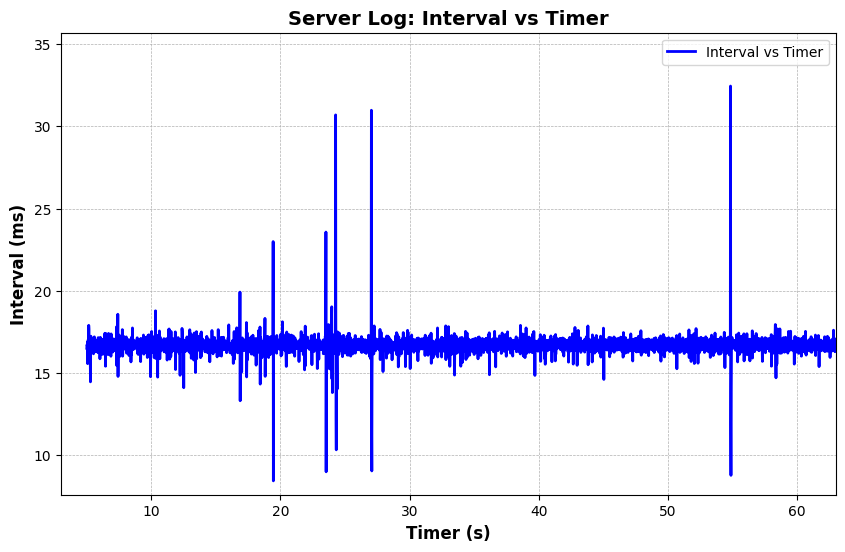 Server Log: Interval vs Timer
Interval vs Timer
35
30
25
20
15
10
Interval (ms)
10 20 30 40 50 60
Timer (s)